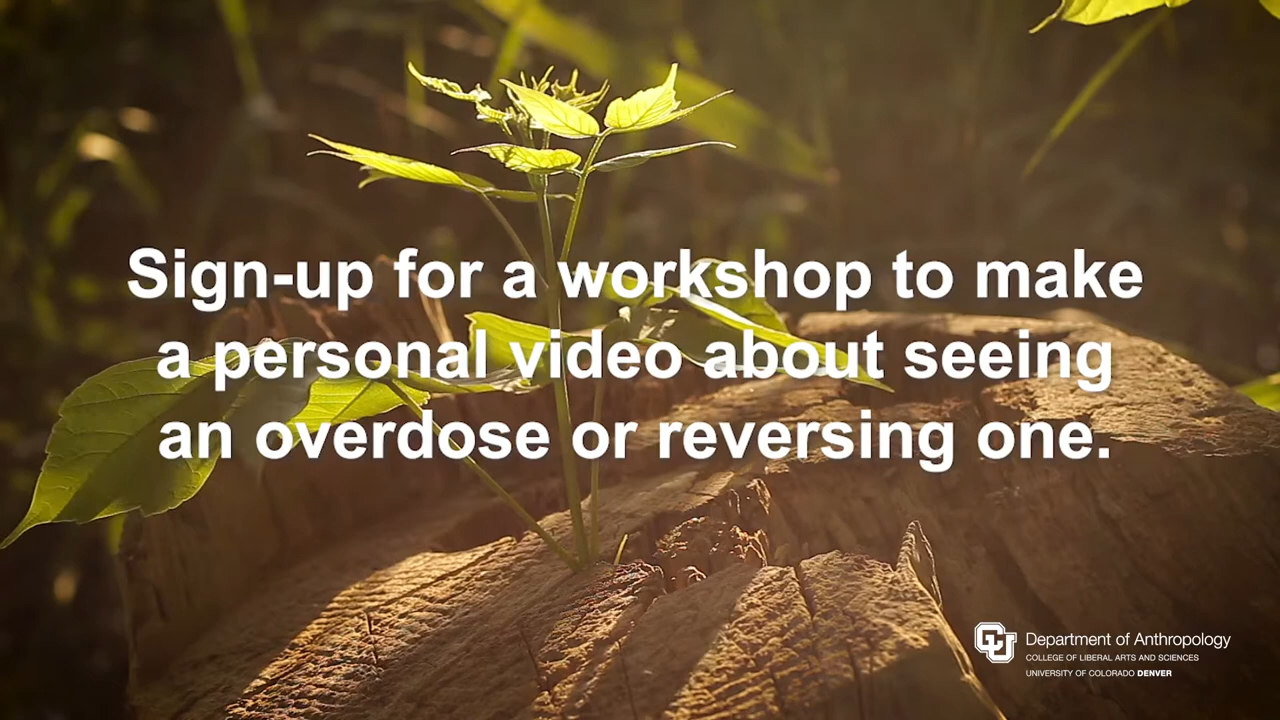 Sign-up for a workshop to make
a personal video about seeing
an overdose or reversing one.
CU Department of Anthropology
COLLEGE OF LIBERAL ARTS AND SCIENCES
UNIVERSITY OF COLORADO DENVER